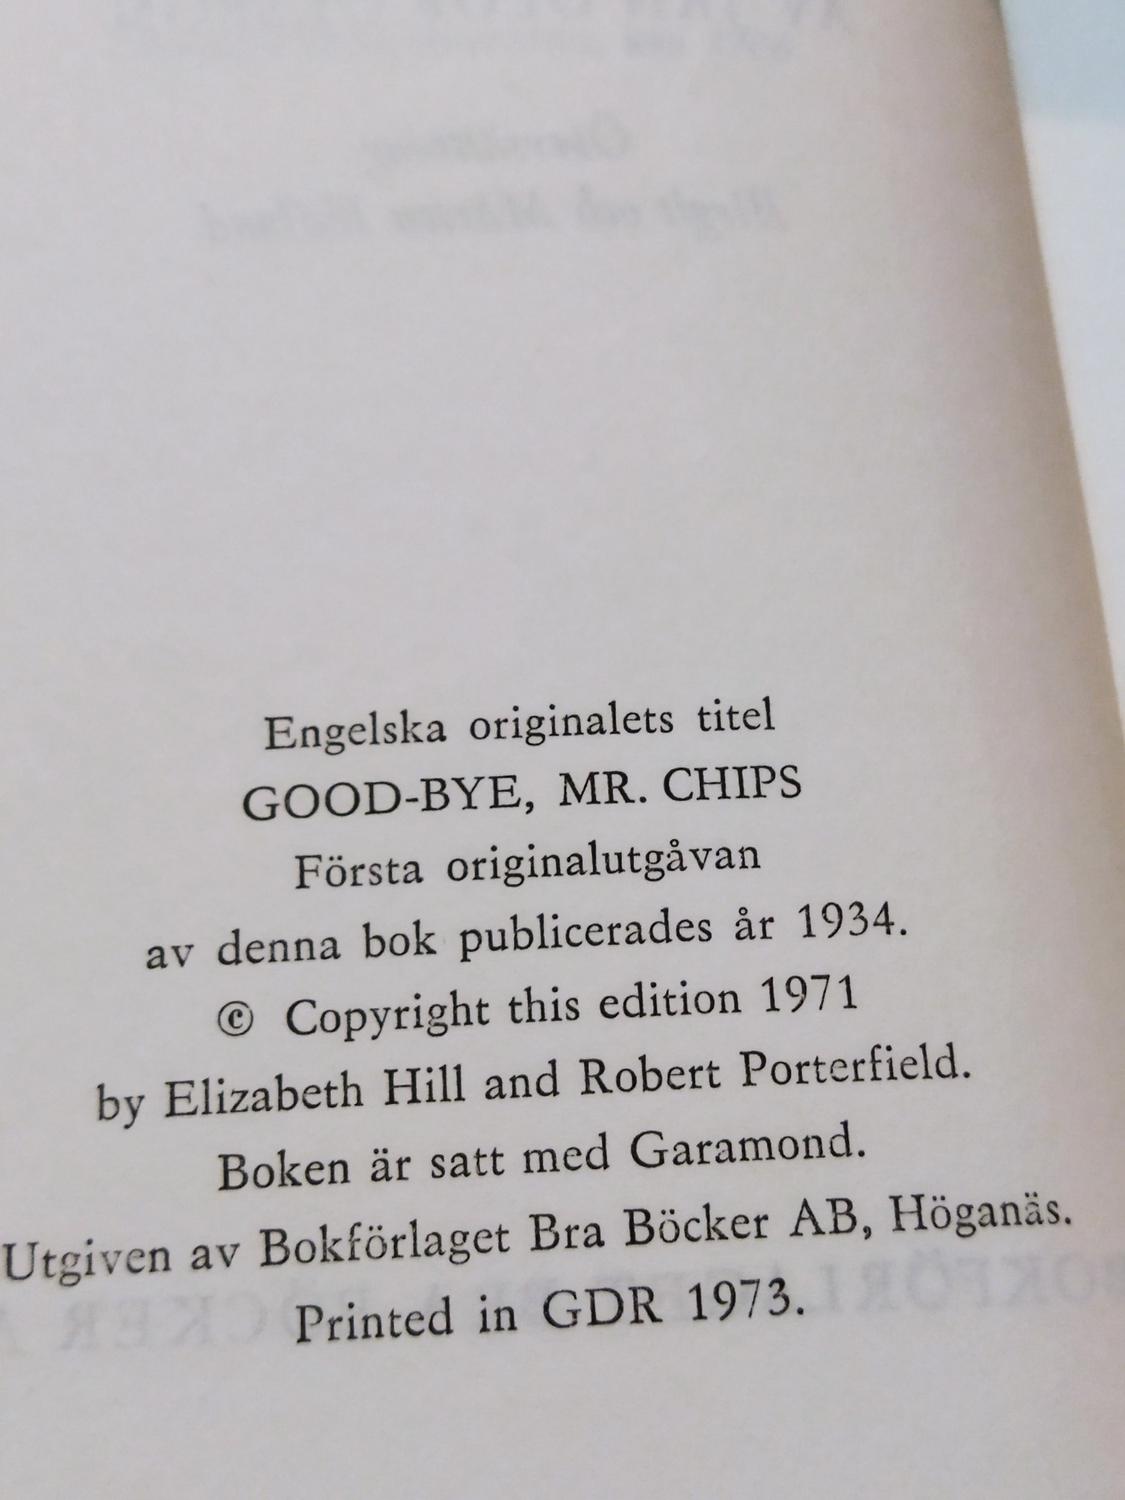 Engelska originalets titel
GOOD-BYE, MR. CHIPS
Första originalutgåvan
av denna bok publicerades år 1934.
© Copyright this edition 1971
by Elizabeth Hill and Robert Porterfield.
Boken är satt med Garamond.
Utgiven av Bokförlaget Bra Böcker AB, Höganäs.
Printed in GDR 1973.